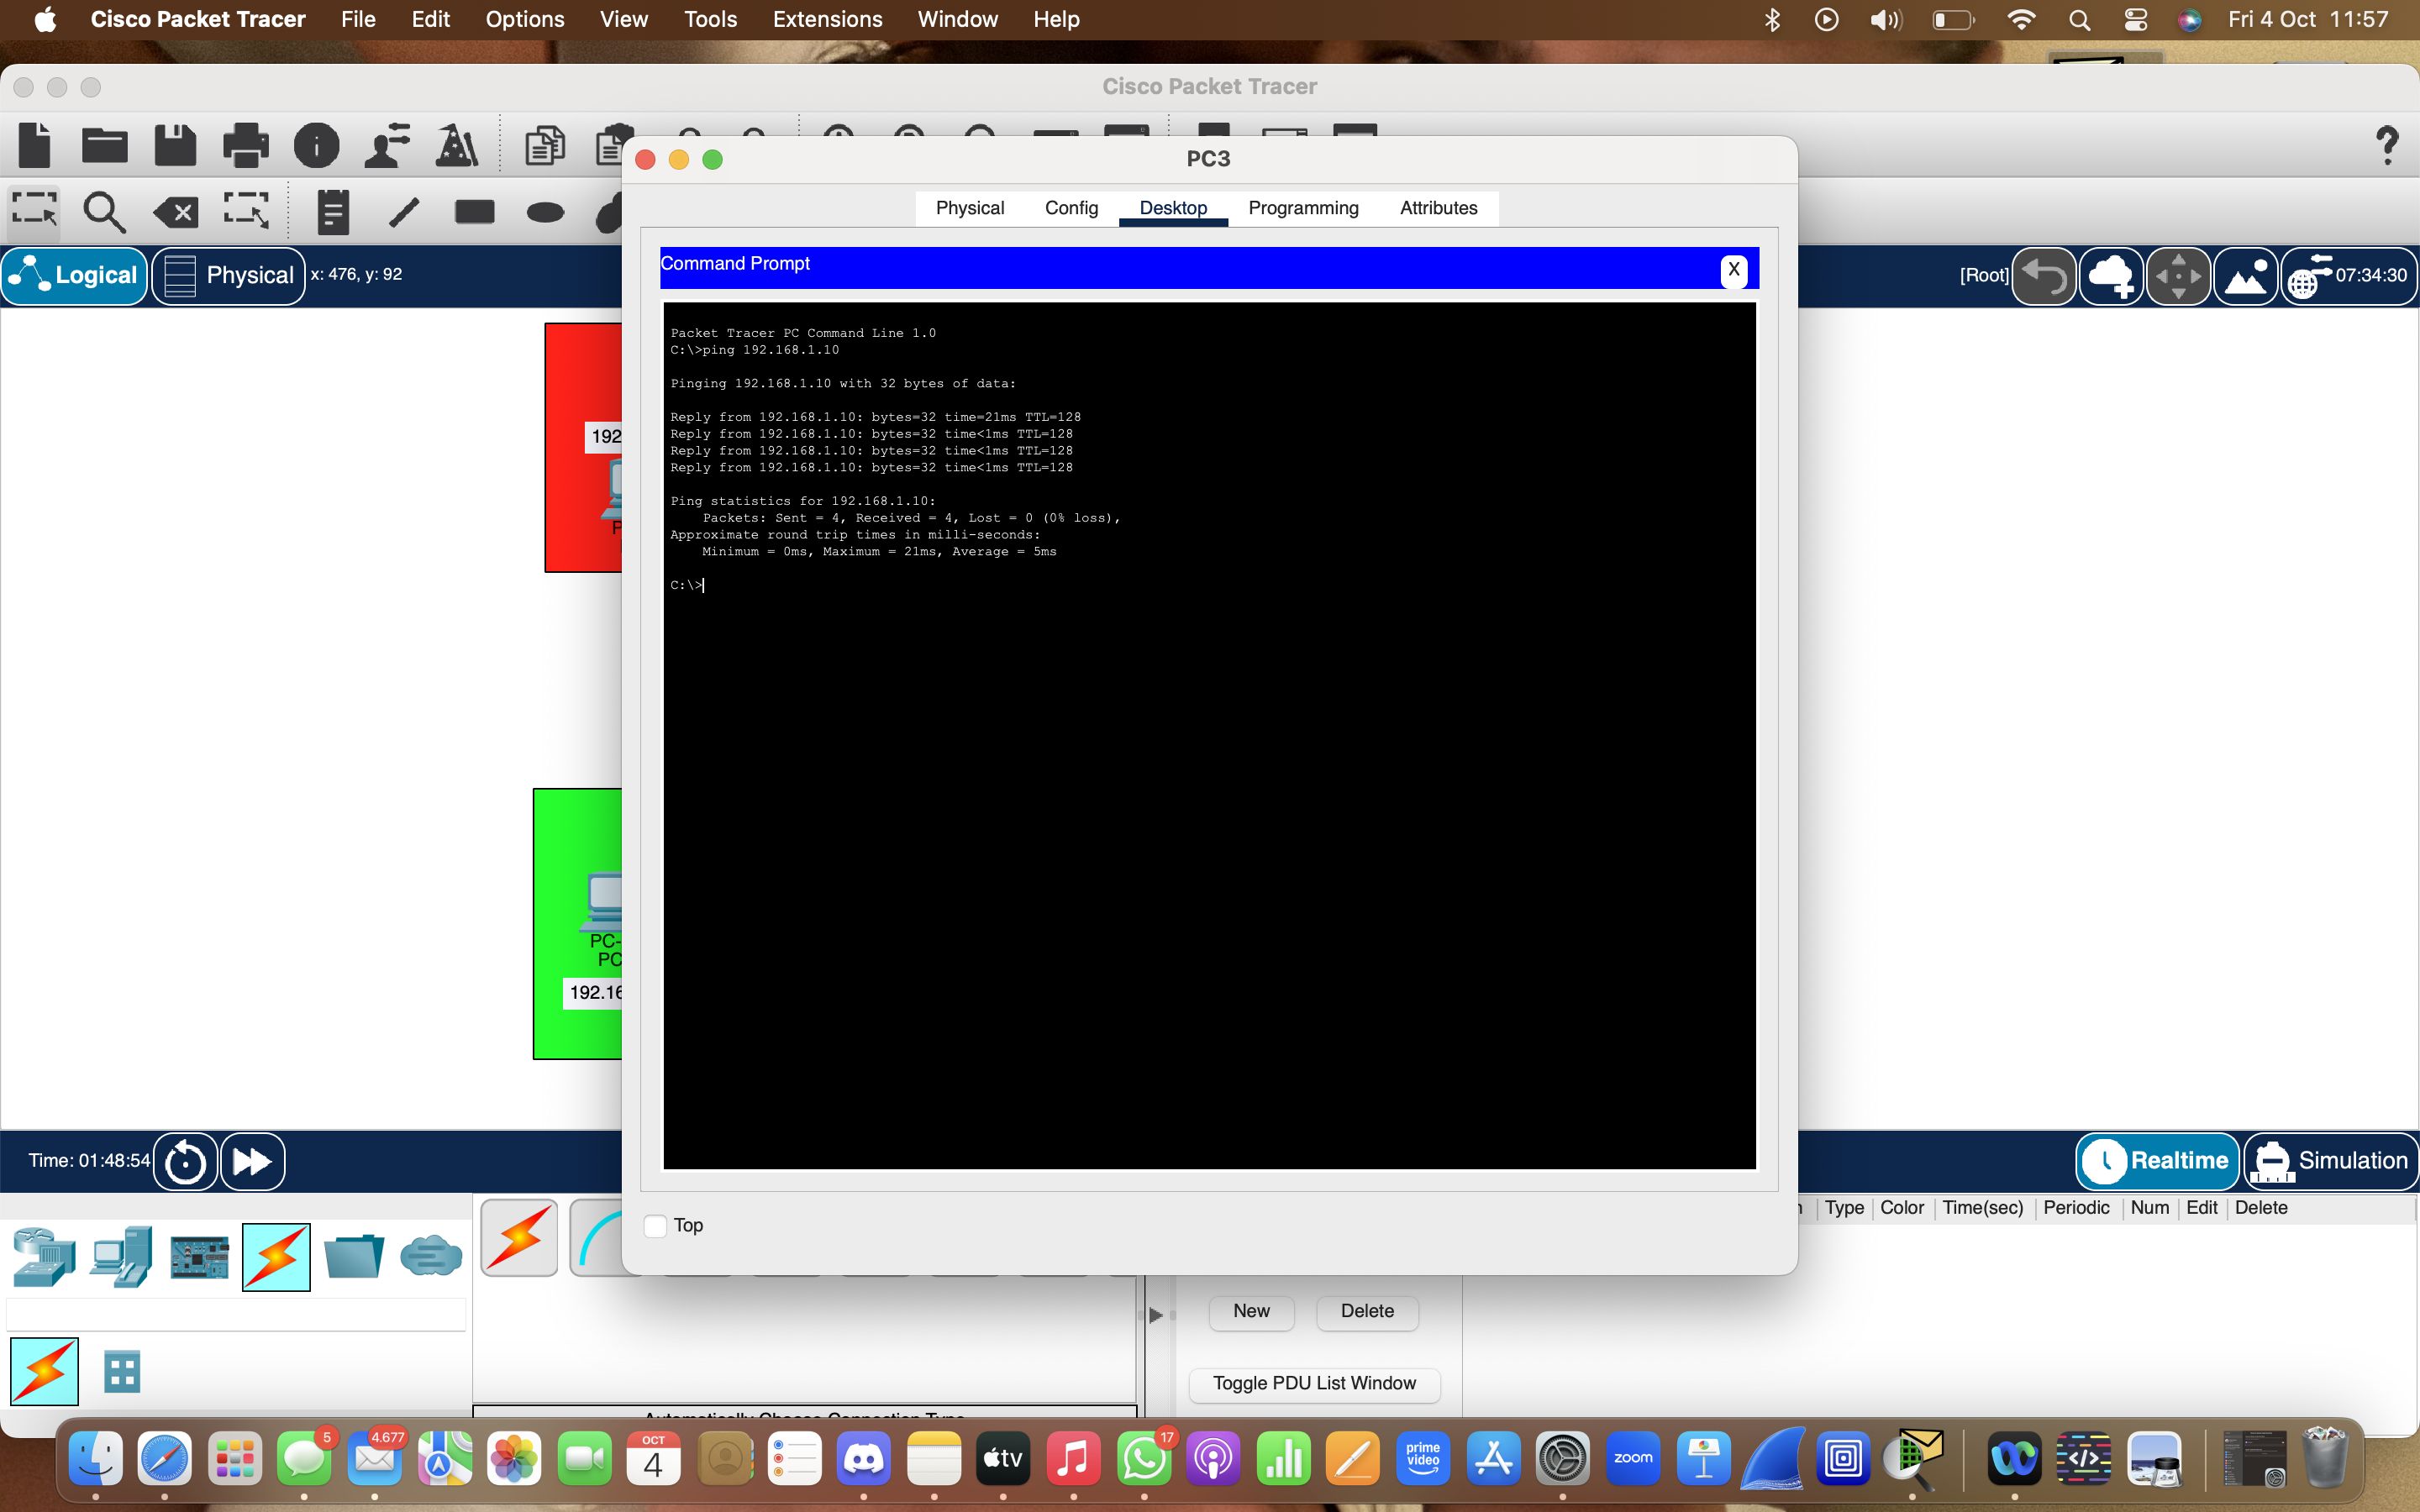 Cisco Packet Tracer File Edit Options View Tools Extensions Window Help Fri 4 Oct 11:57
Cisco Packet Tracer
PC3
Physical Config Desktop Programming Attributes
Logical Physical x: 476, y: 92 [Root] 07:34:30
Command Prompt X
Packet Tracer PC Command Line 1.0
C:\>ping 192.168.1.10
Pinging 192.168.1.10 with 32 bytes of data:
Reply from 192.168.1.10: bytes=32 time=21ms TTL=128
Reply from 192.168.1.10: bytes=32 time<1ms TTL=128
Reply from 192.168.1.10: bytes=32 time<1ms TTL=128
Reply from 192.168.1.10: bytes=32 time<1ms TTL=128
Ping statistics for 192.168.1.10:
Packets: Sent = 4, Received = 4, Lost = 0 (0% loss),
Approximate round trip times in milli-seconds:
Minimum = 0ms, Maximum = 21ms, Average = 5ms
C:\>
192
P
PC-
PC
192.16
Time: 01:48:54 Realtime Simulation
Top
Type Color Time(sec) Periodic Num Edit Delete
New Delete
Toggle PDU List Window
Automatically Choose Connection Type
5 4.677 OCT 4 tv 17 prime video zoom